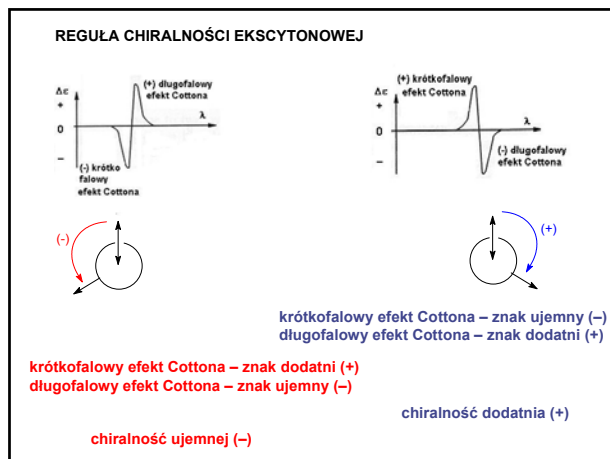 REGUŁA CHIRALNOŚCI EKSCYTONOWEJ
Δε
+
0
–
(+) długofalowy
efekt Cottona
λ
(-) krótko
falowy
efekt Cottona
Δε
+
0
–
(+) krótkofalowy
efekt Cottona
λ
(-) długofalowy
efekt Cottona
(-)
(+)
krótkofalowy efekt Cottona – znak ujemny (–)
długofalowy efekt Cottona – znak dodatni (+)
krótkofalowy efekt Cottona – znak dodatni (+)
długofalowy efekt Cottona – znak ujemny (–)
chiralność dodatnia (+)
chiralność ujemnej (–)